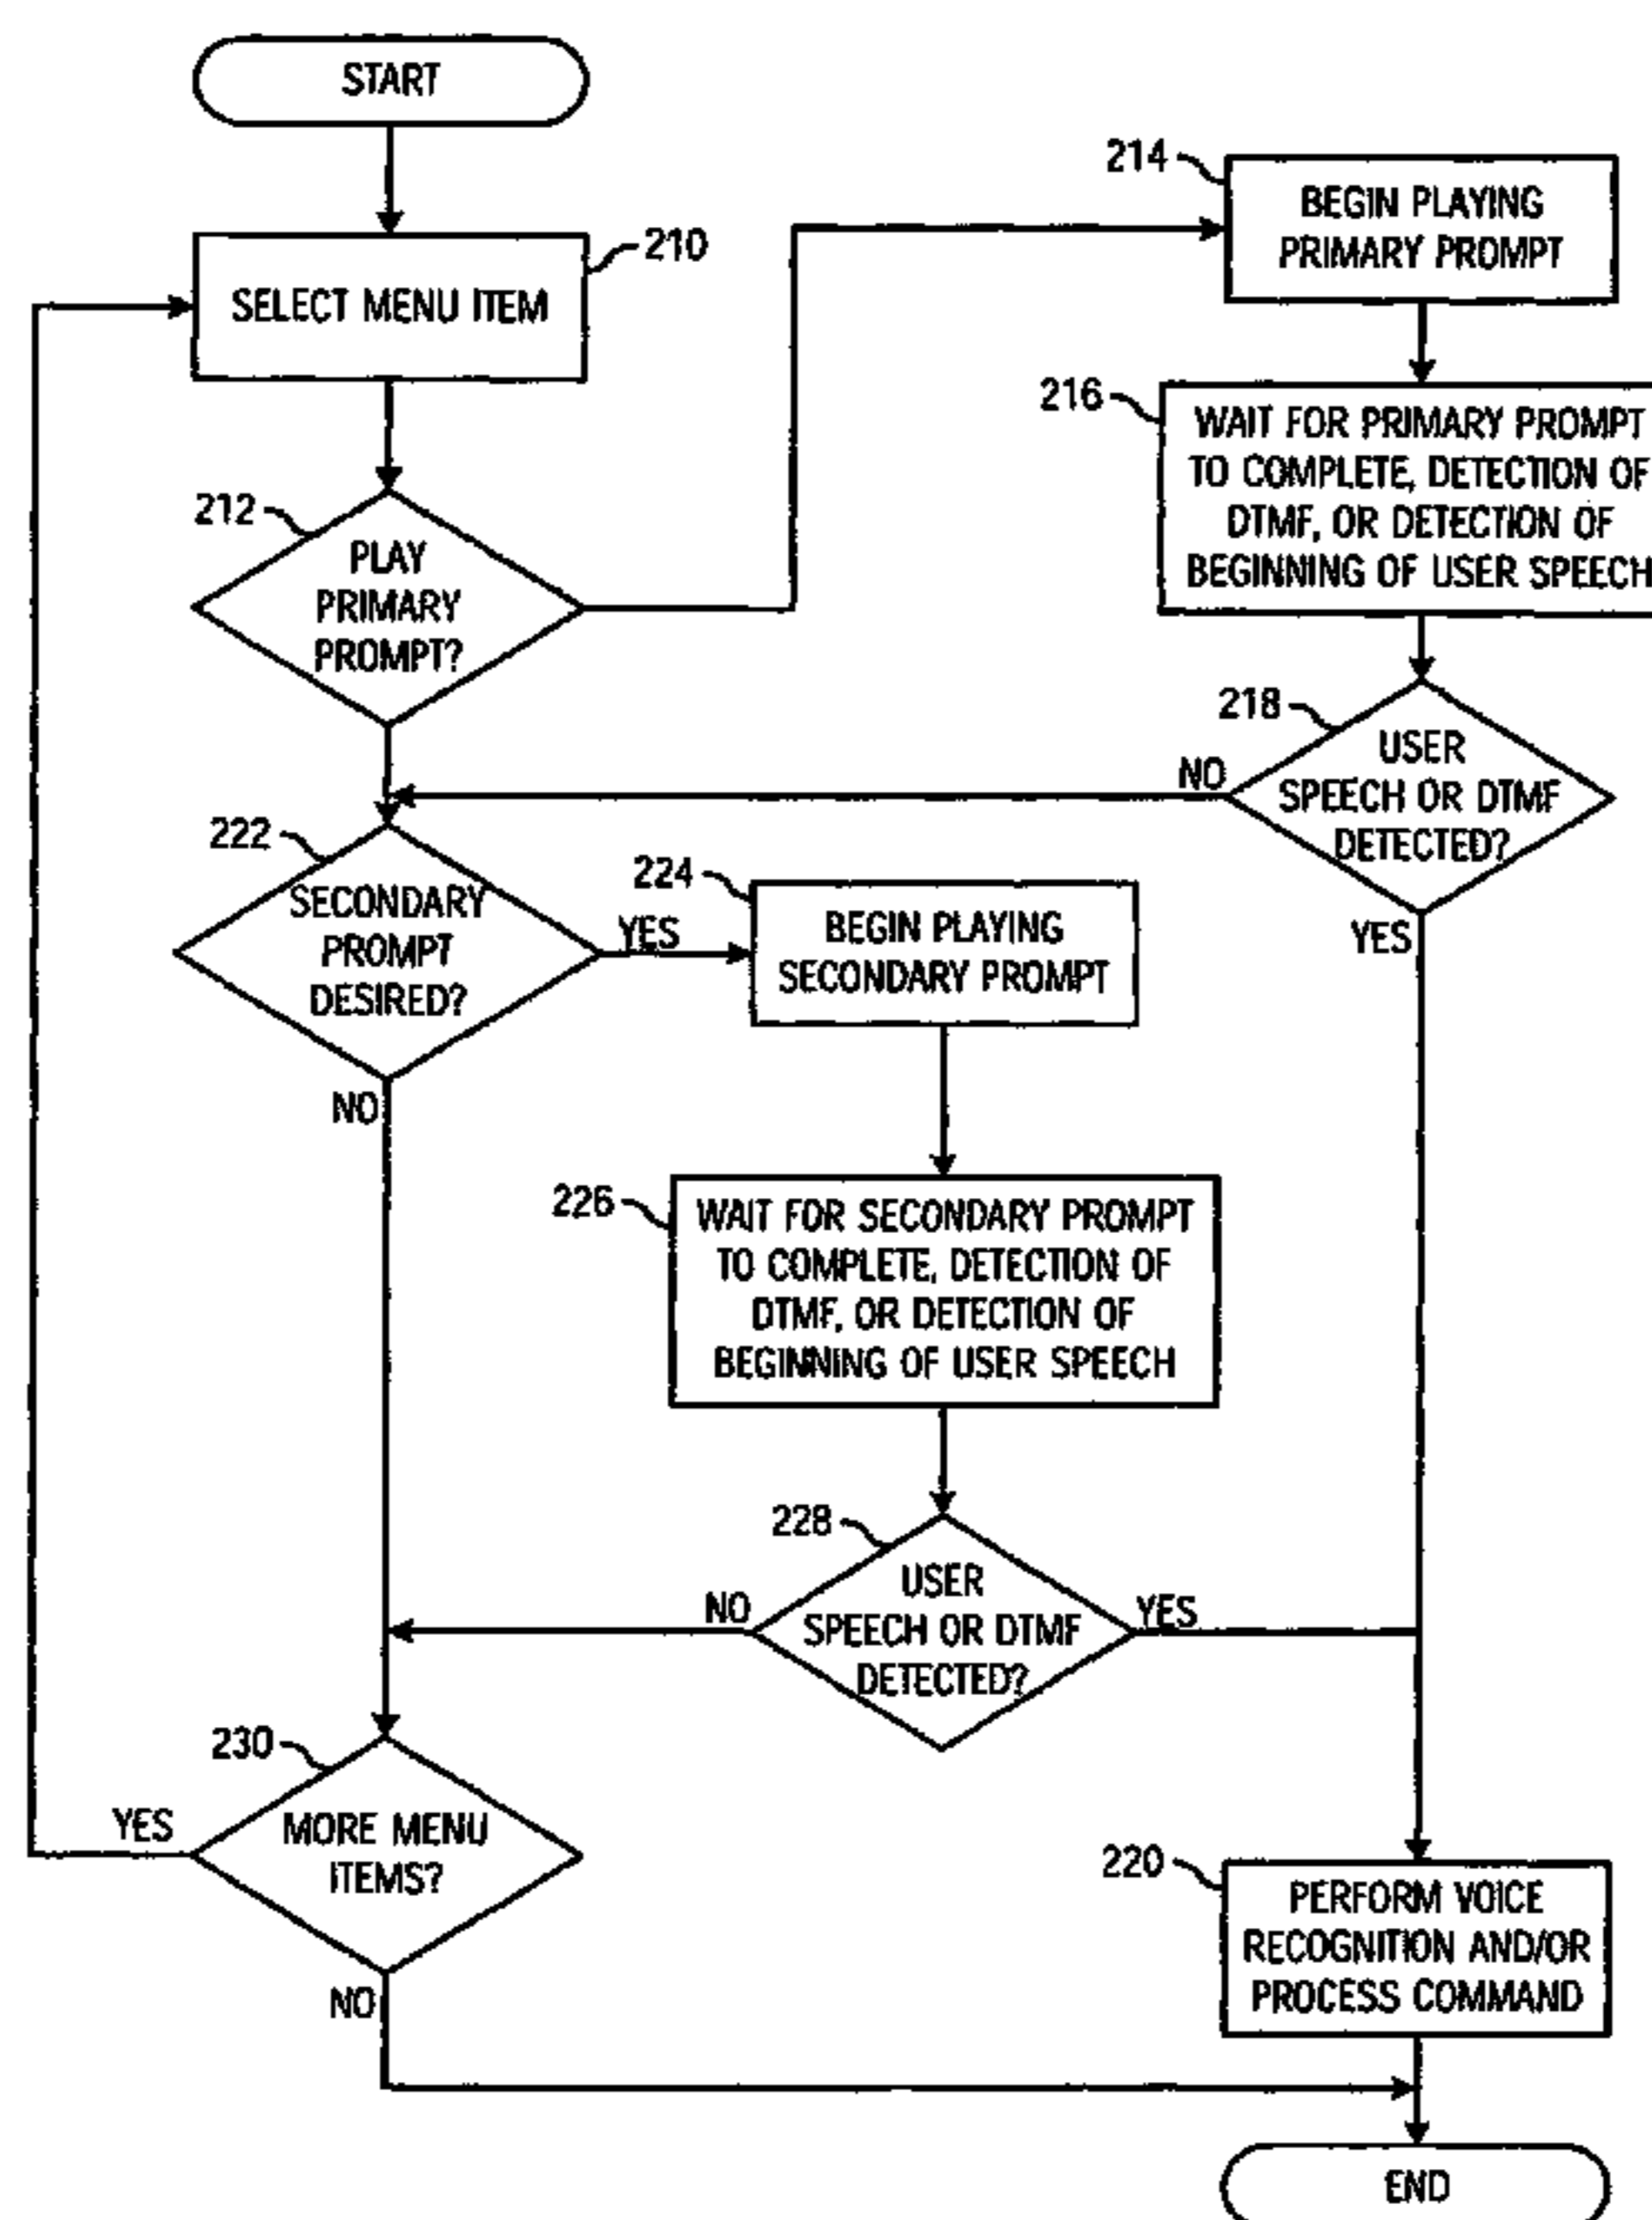 START
210
SELECT MENU ITEM
212
PLAY
PRIMARY
PROMPT?
214
BEGIN PLAYING
PRIMARY PROMPT
216
WAIT FOR PRIMARY PROMPT
TO COMPLETE, DETECTION OF
DTMF, OR DETECTION OF
BEGINNING OF USER SPEECH
218
USER
SPEECH OR DTMF
DETECTED?
NO
YES
222
SECONDARY
PROMPT
DESIRED?
YES
NO
224
BEGIN PLAYING
SECONDARY PROMPT
226
WAIT FOR SECONDARY PROMPT
TO COMPLETE, DETECTION OF
DTMF, OR DETECTION OF
BEGINNING OF USER SPEECH
228
USER
SPEECH OR DTMF
DETECTED?
NO
YES
230
MORE MENU
ITEMS?
YES
NO
220
PERFORM VOICE
RECOGNITION AND/OR
PROCESS COMMAND
END